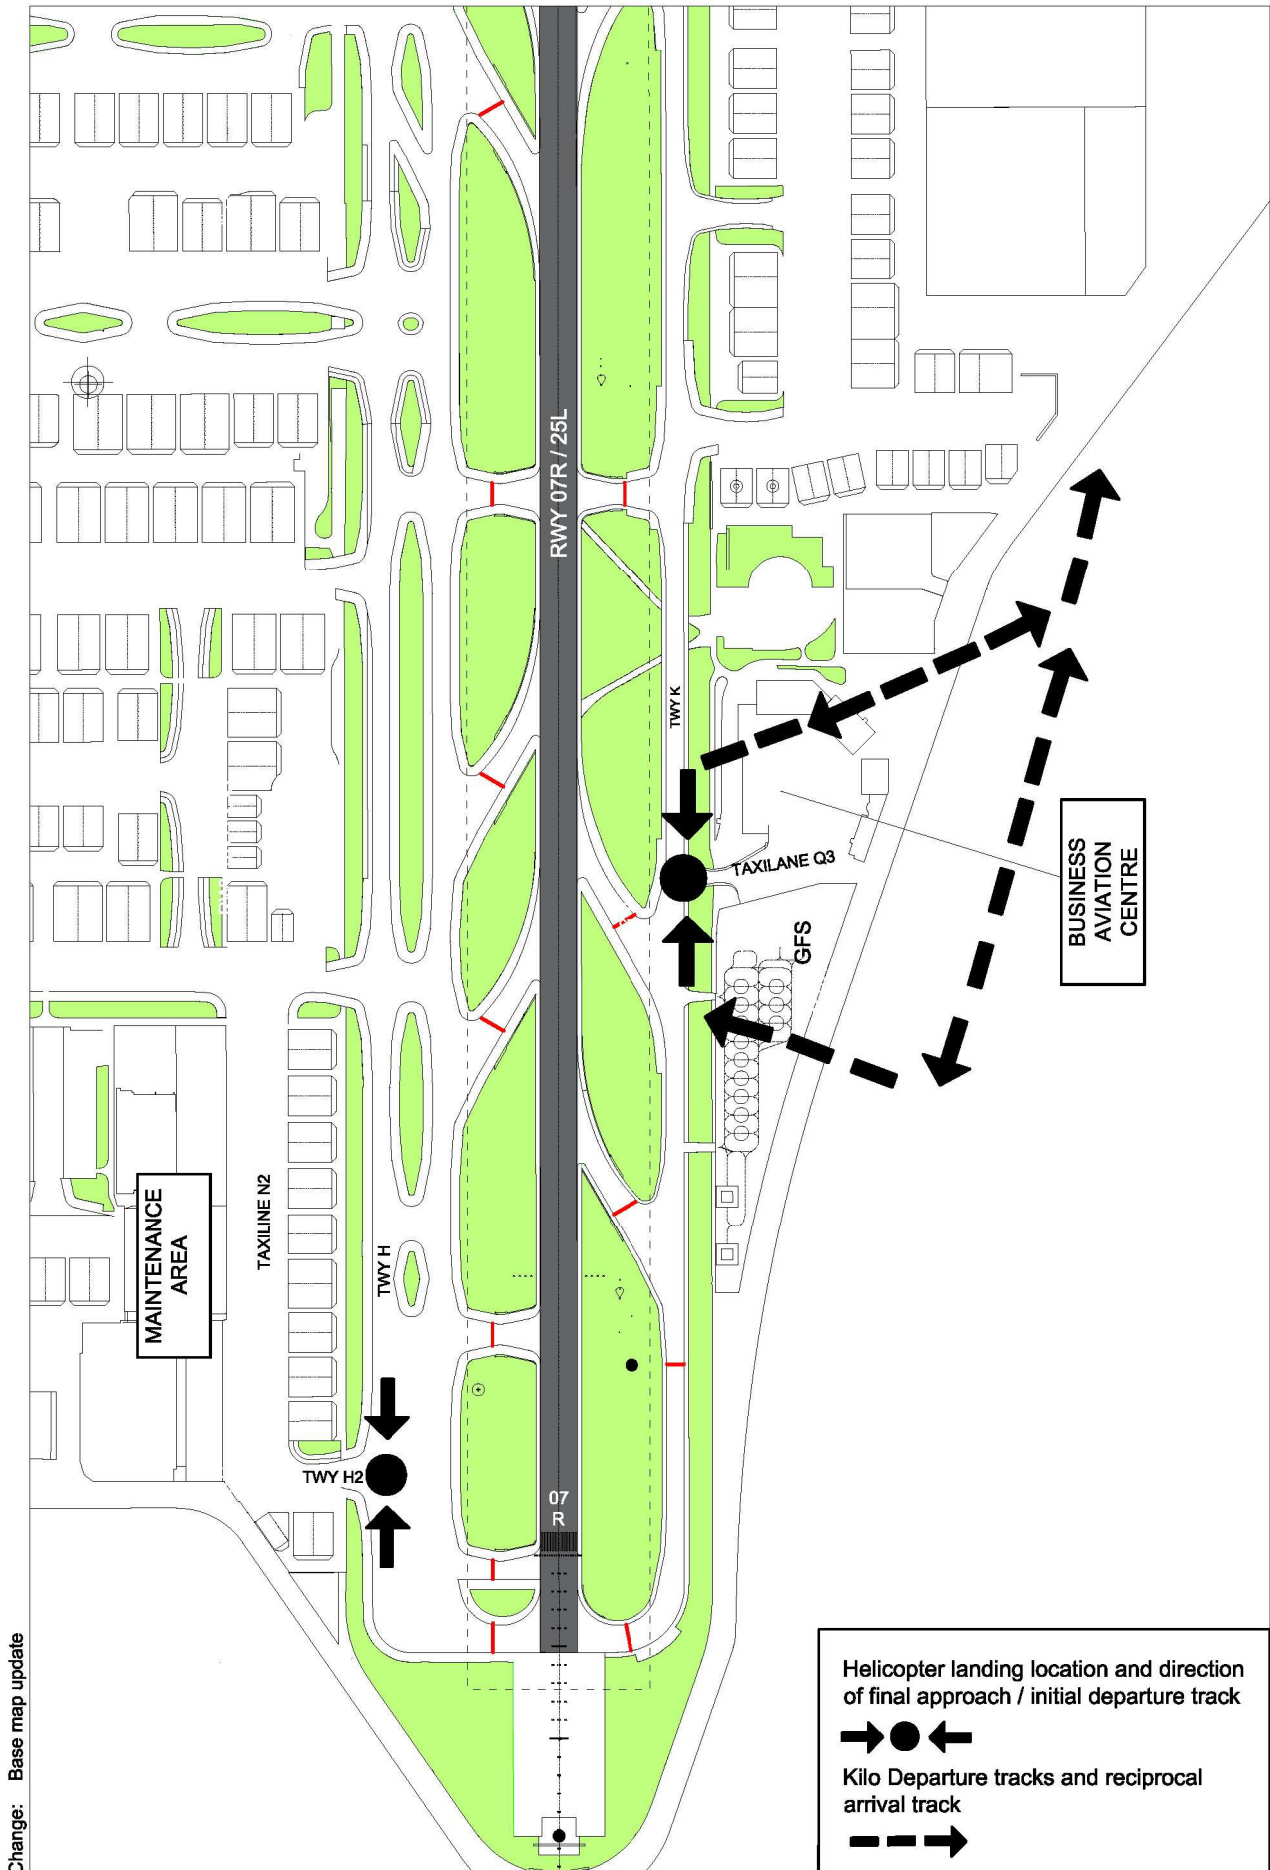 RWY 07R / 25L
TWY K
TAXILANE Q3
BUSINESS
AVIATION
CENTRE
GFS
MAINTENANCE
AREA
TAXILINE N2
TWY H
TWY H2
07
R
Change: Base map update
Helicopter landing location and direction
of final approach / initial departure track
Kilo Departure tracks and reciprocal
arrival track